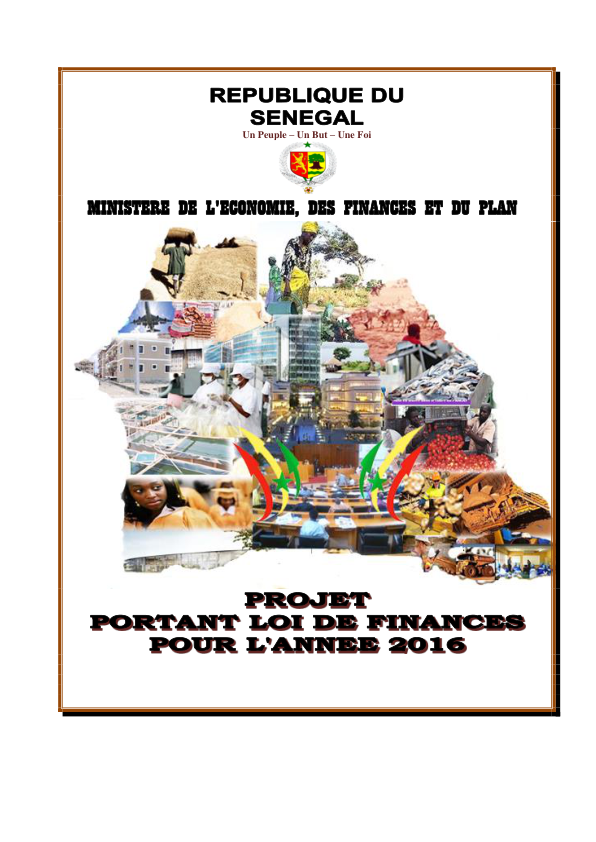 REPUBLIQUE DU
SENEGAL
Un Peuple – Un But – Une Foi
MINISTERE DE L'ECONOMIE, DES FINANCES ET DU PLAN
PROJET
PORTANT LOI DE FINANCES
POUR L'ANNEE 2016